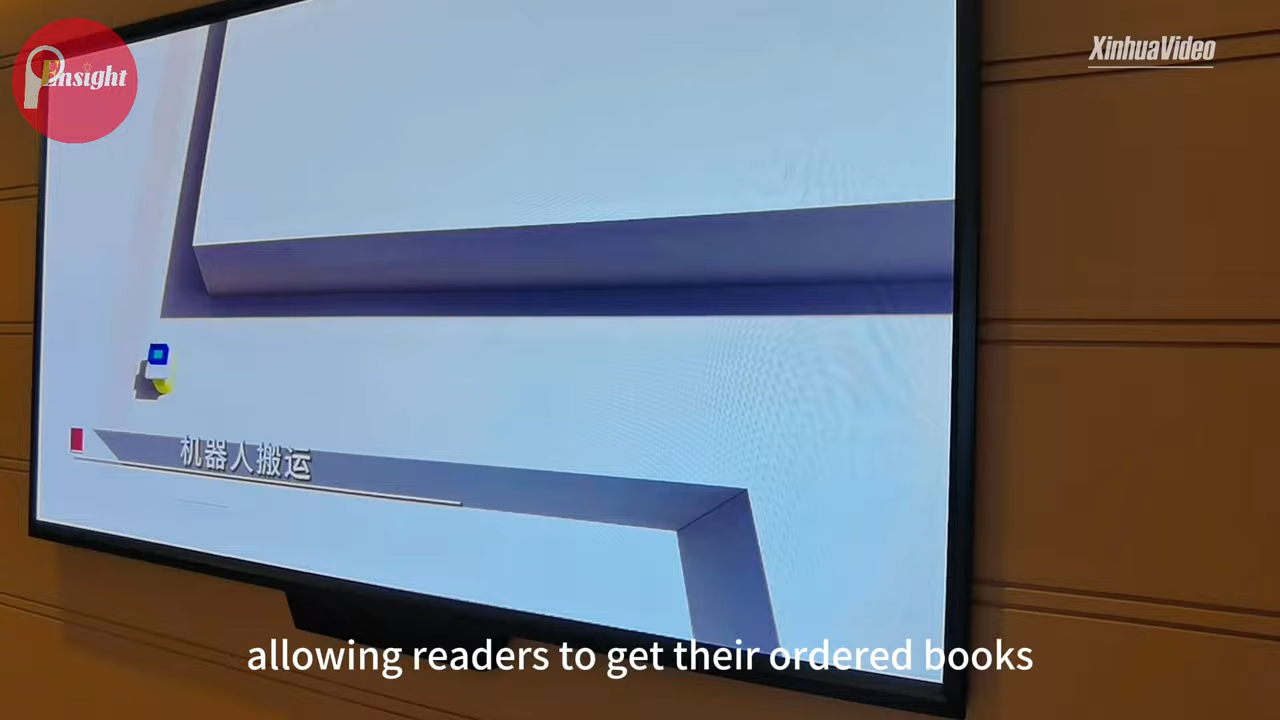 Insight
XinhuaVideo
机器人搬运
allowing readers to get their ordered books